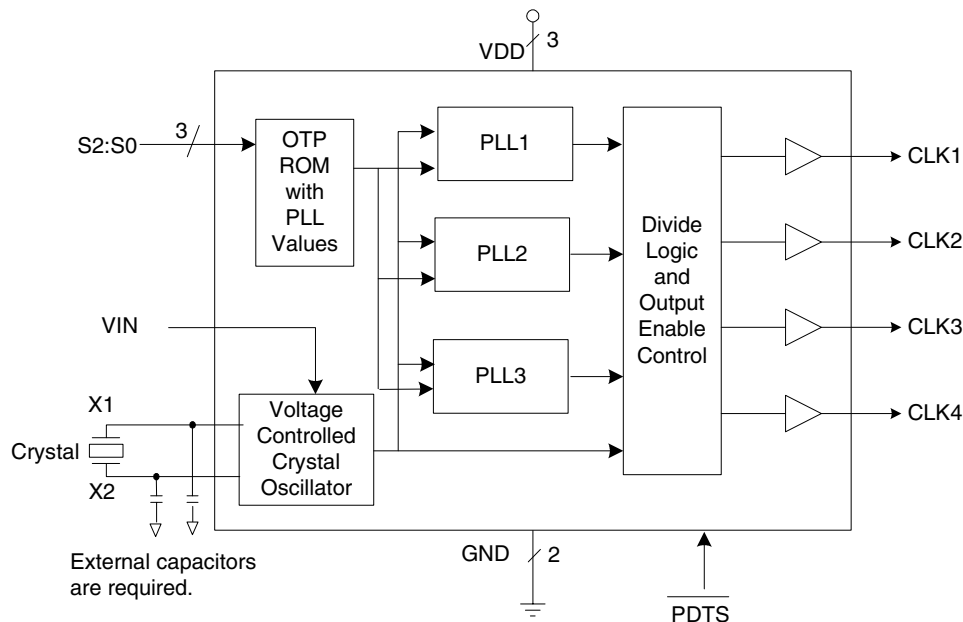 VDD
3
S2:S0
3
OTP
ROM
with
PLL
Values
PLL1
PLL2
PLL3
Divide
Logic
and
Output
Enable
Control
CLK1
CLK2
CLK3
CLK4
VIN
X1
Crystal
X2
Voltage
Controlled
Crystal
Oscillator
External capacitors
are required.
GND
2
PDTS